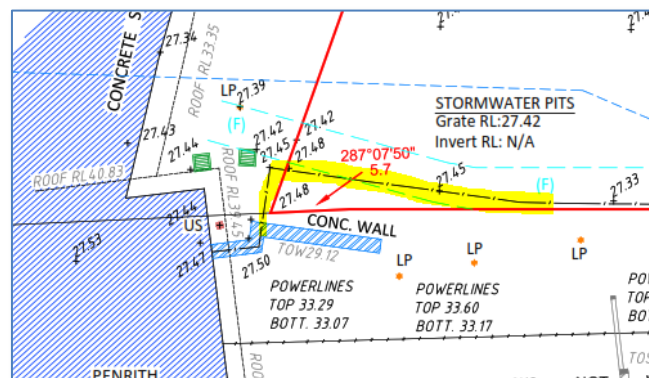 CONCRETE S
27.34
ROOF RL33.35
LP
27.39
(F)
STORMWATER PITS
Grate RL:27.42
Invert RL: N/A
27.43
27.44
27.42
27.42
27.45
27.48
287°07'50"
5.7
27.45
(F)
27.33
ROOF RL40.83
ROOF RL39.45
27.44
27.48
US
CONC. WALL
27.53
27.47
27.50
TOW29.12
LP
LP
LP
POWERLINES
TOP 33.29
BOTT. 33.07
POWERLINES
TOP 33.60
BOTT. 33.17
PO
TOP
BOT
PENRITH
ROO